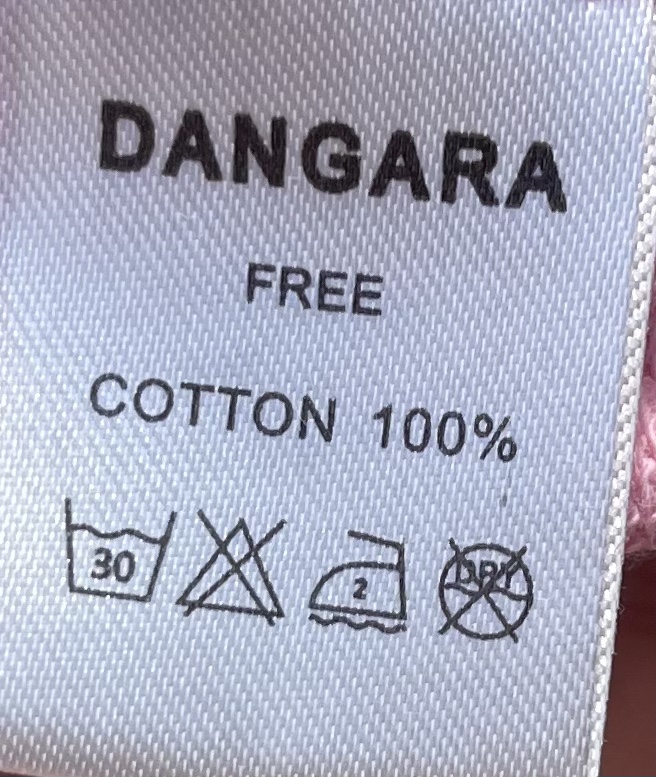 DANGARA
FREE
COTTON 100%
30 2 DRY